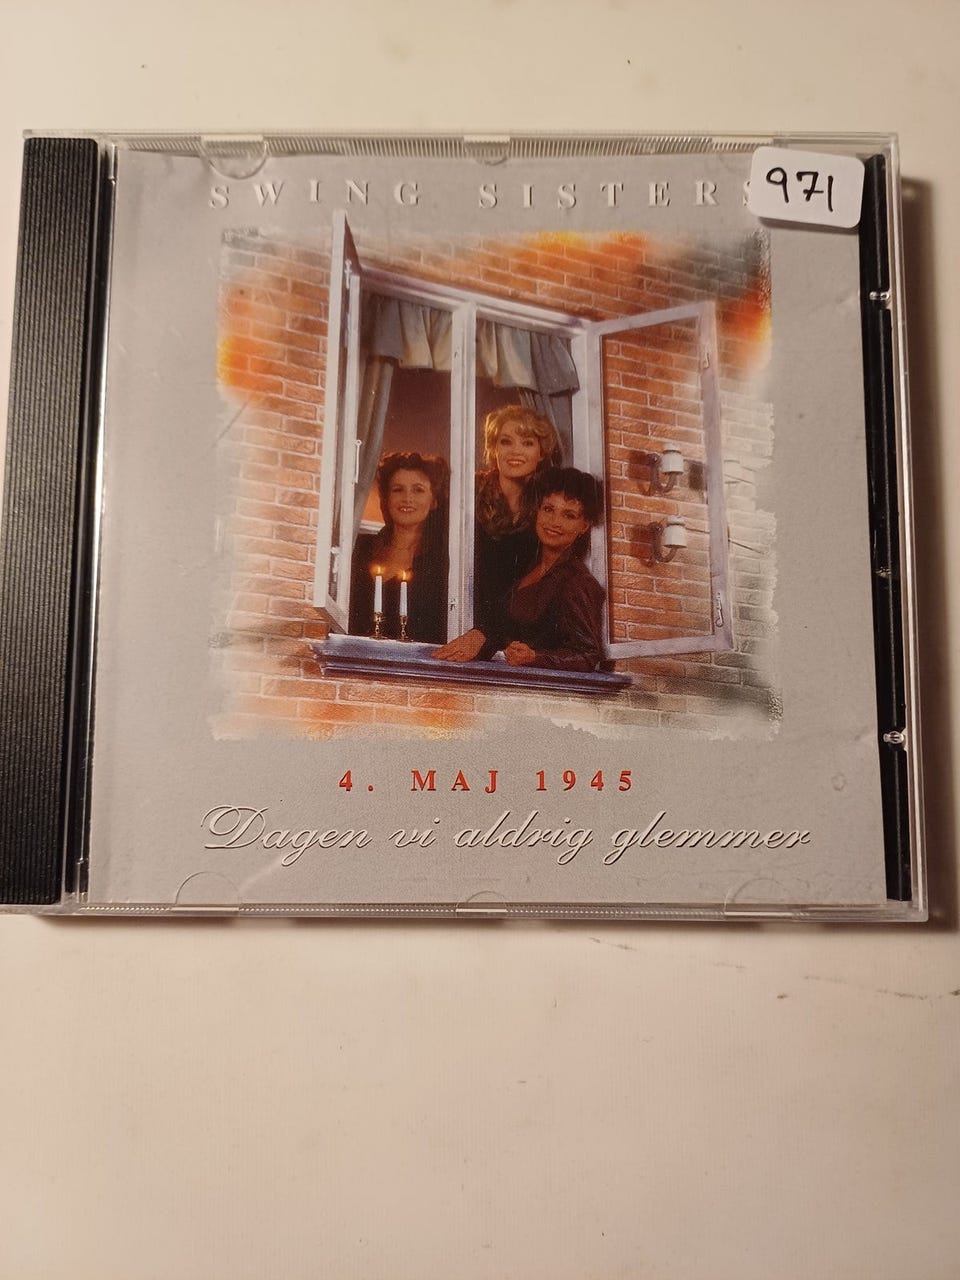 SWING SISTERS
971
4. MAJ 1945
Dagen vi aldrig glemmer